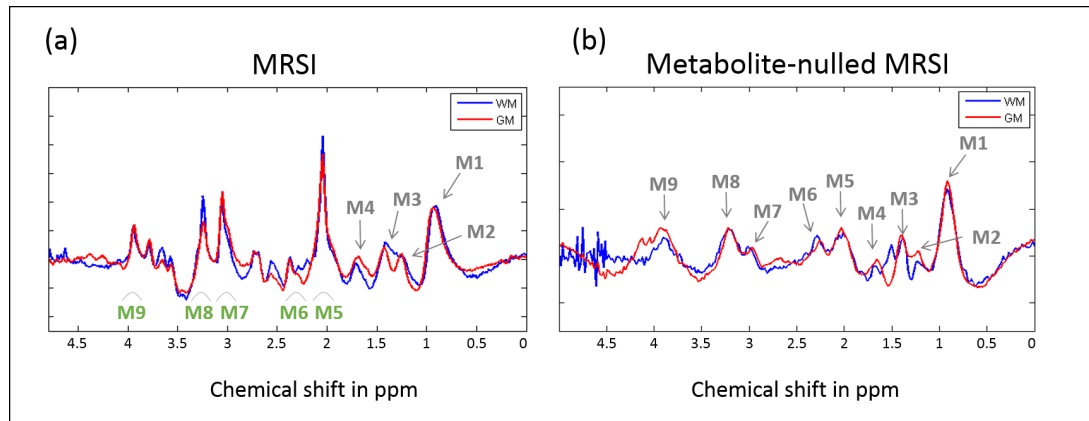 (a)
MRSI
WM
GM
M1
M3
M4
M2
M9
M8
M7
M6
M5
4.5 4 3.5 3 2.5 2 1.5 1 0.5 0
Chemical shift in ppm
(b)
Metabolite-nulled MRSI
WM
GM
M1
M9
M8
M7
M6
M5
M4
M3
M2
4.5 4 3.5 3 2.5 2 1.5 1 0.5 0
Chemical shift in ppm